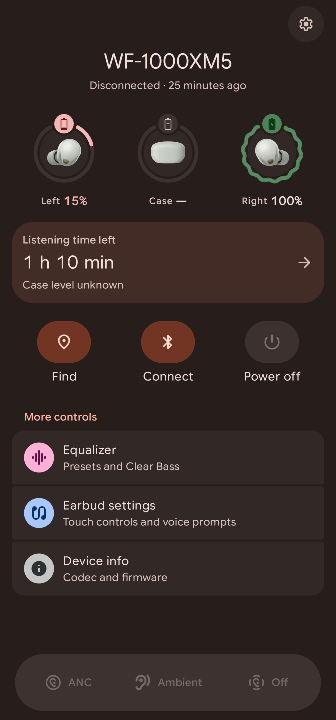 WF-1000XM5
Disconnected · 25 minutes ago
Left 15%
Case —
Right 100%
Listening time left
1 h 10 min
Case level unknown
Find
Connect
Power off
More controls
Equalizer
Presets and Clear Bass
Earbud settings
Touch controls and voice prompts
Device info
Codec and firmware
ANC
Ambient
Off